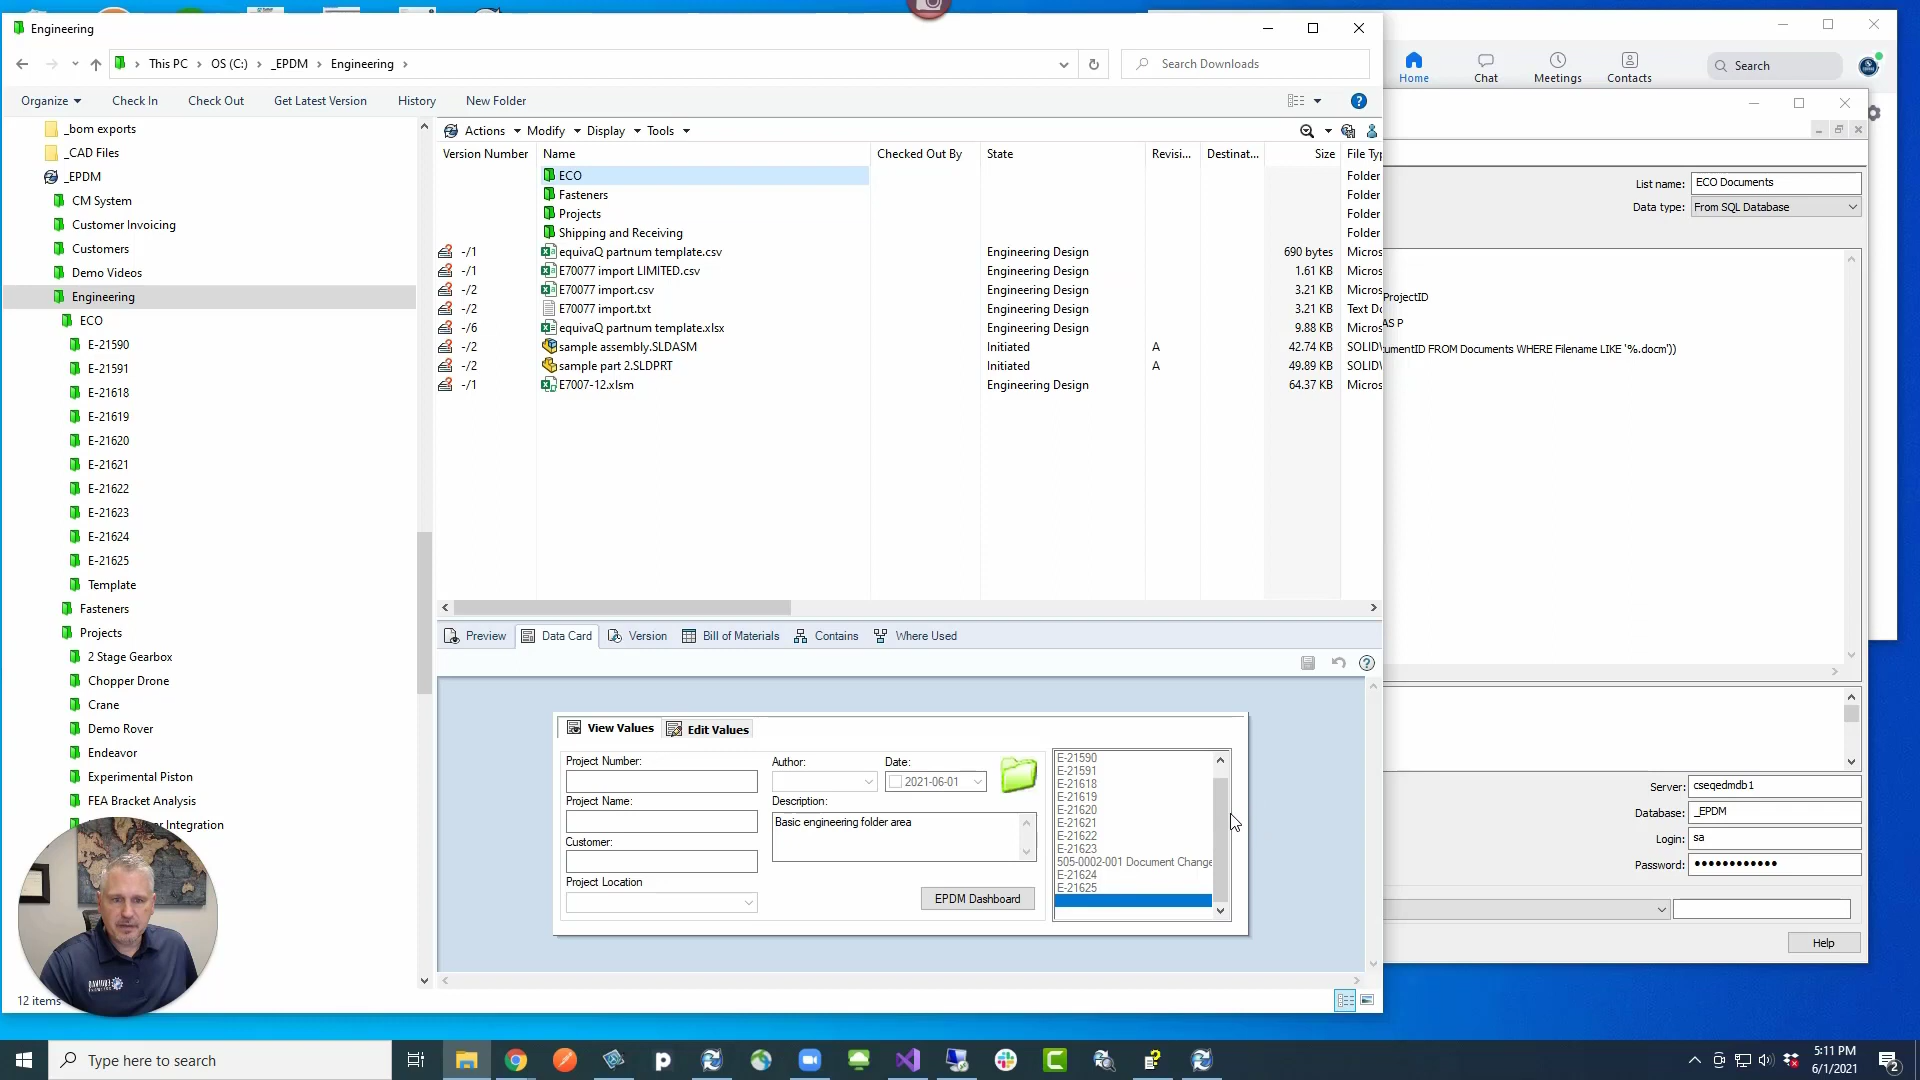 Engineering
This PC > OS (C:) > _EPDM > Engineering >
Search Downloads
Organize
Check In
Check Out
Get Latest Version
History
New Folder
_bom exports
_CAD Files
_EPDM
CM System
Customer Invoicing
Customers
Demo Videos
Engineering
ECO
E-21590
E-21591
E-21618
E-21619
E-21620
E-21621
E-21622
E-21623
E-21624
E-21625
Template
Fasteners
Projects
2 Stage Gearbox
Chopper Drone
Crane
Demo Rover
Endeavor
Experimental Piston
FEA Bracket Analysis
Integration
12 items
Actions Modify Display Tools
Version Number Name Checked Out By State Revisi... Destinat... Size File Typ
ECO Folder
Fasteners Folder
Projects Folder
Shipping and Receiving Folder
-/1 equivaQ partnum template.csv Engineering Design 690 bytes Micros
-/1 E70077 import LIMITED.csv Engineering Design 1.61 KB Micros
-/2 E70077 import.csv Engineering Design 3.21 KB Micros
-/2 E70077 import.txt Engineering Design 3.21 KB Text Do
-/6 equivaQ partnum template.xlsx Engineering Design 9.88 KB Micros
-/2 sample assembly.SLDASM Initiated A 42.74 KB SOLIDW
-/2 sample part 2.SLDPRT Initiated A 49.89 KB SOLIDW
-/1 E7007-12.xlsm Engineering Design 64.37 KB Micros
Preview
Data Card
Version
Bill of Materials
Contains
Where Used
View Values
Edit Values
Project Number:
Project Name:
Customer:
Project Location
Author:
Date:
2021-06-01
Description:
Basic engineering folder area
EPDM Dashboard
E-21590
E-21591
E-21618
E-21619
E-21620
E-21621
E-21622
E-21623
505-0002-001 Document Change
E-21624
E-21625
Home
Chat
Meetings
Contacts
Search
List name: ECO Documents
Data type: From SQL Database
ProjectID
AS P
umentID FROM Documents WHERE Filename LIKE '%.docm'))
Server: cseqedmdb1
Database: _EPDM
Login: sa
Password: ••••••••••••
Help
Type here to search
5:11 PM
6/1/2021
2